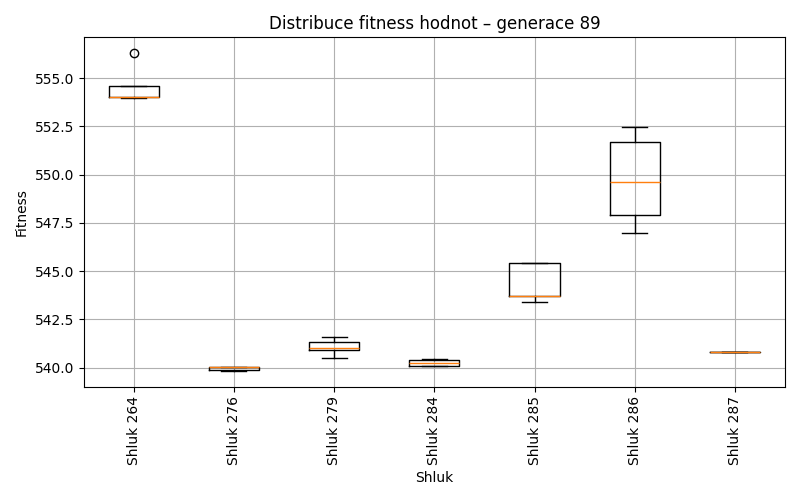 Distribuce fitness hodnot – generace 89
Fitness
555.0
552.5
550.0
547.5
545.0
542.5
540.0
Shluk 264
Shluk 276
Shluk 279
Shluk 284
Shluk 285
Shluk 286
Shluk 287
Shluk